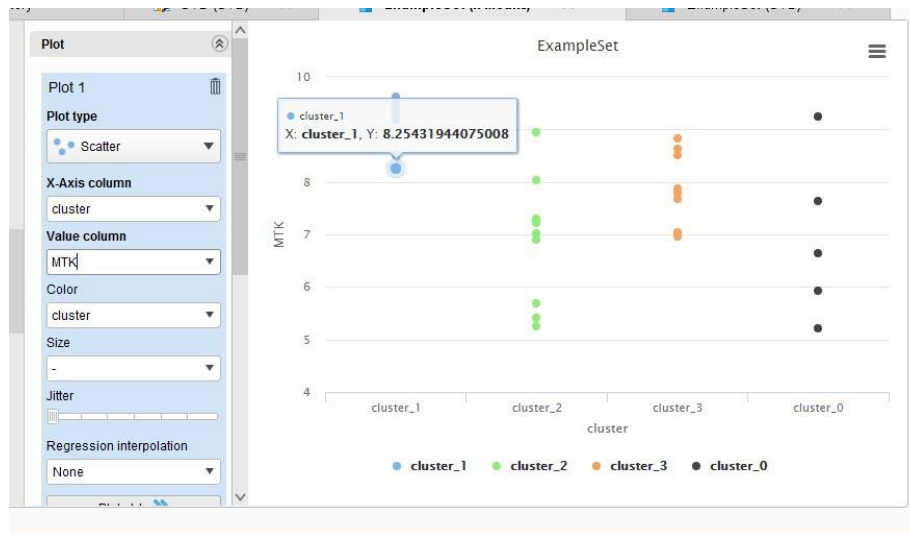 Plot
Plot 1
Plot type
Scatter
X-Axis column
cluster
Value column
MTK
Color
cluster
Size
-
Jitter
Regression interpolation
None
ExampleSet
10
cluster_1
X: cluster_1, Y: 8.25431944075008
8
7
6
5
4
MTK
cluster_1 cluster_2 cluster_3 cluster_0
cluster
cluster_1 cluster_2 cluster_3 cluster_0